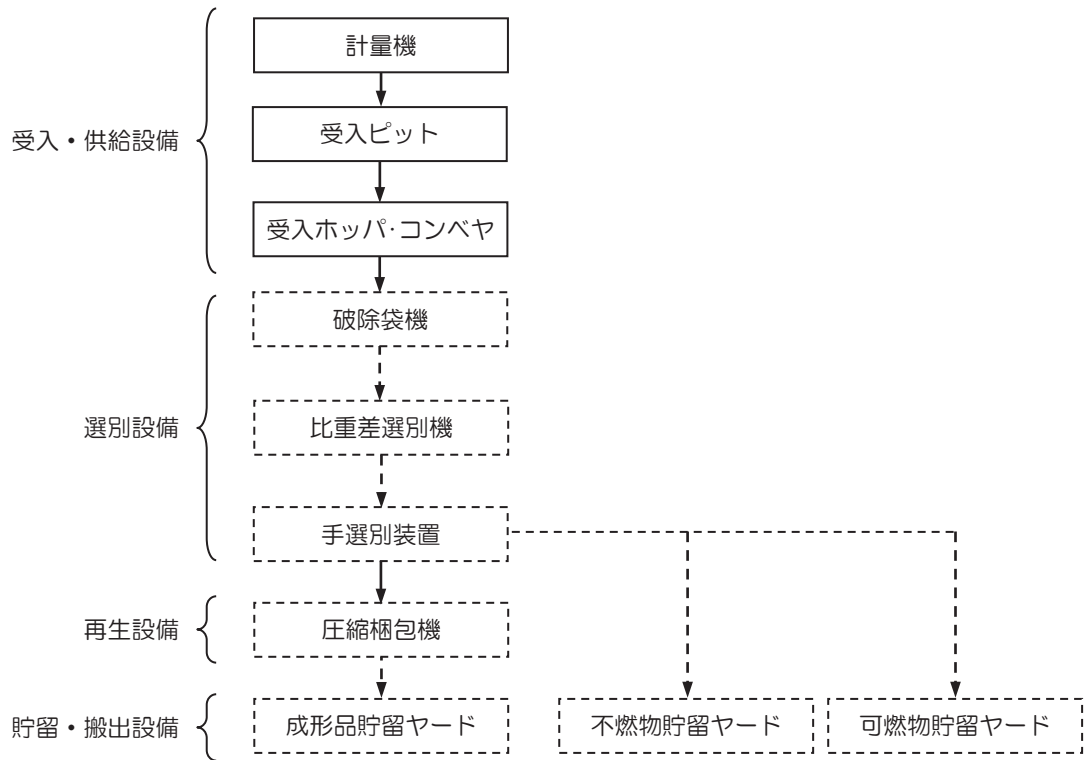 計量機
受入ピット
受入・供給設備
受入ホッパ・コンベヤ
破除袋機
比重差選別機
選別設備
手選別装置
圧縮梱包機
再生設備
成形品貯留ヤード
不燃物貯留ヤード
可燃物貯留ヤード
貯留・搬出設備